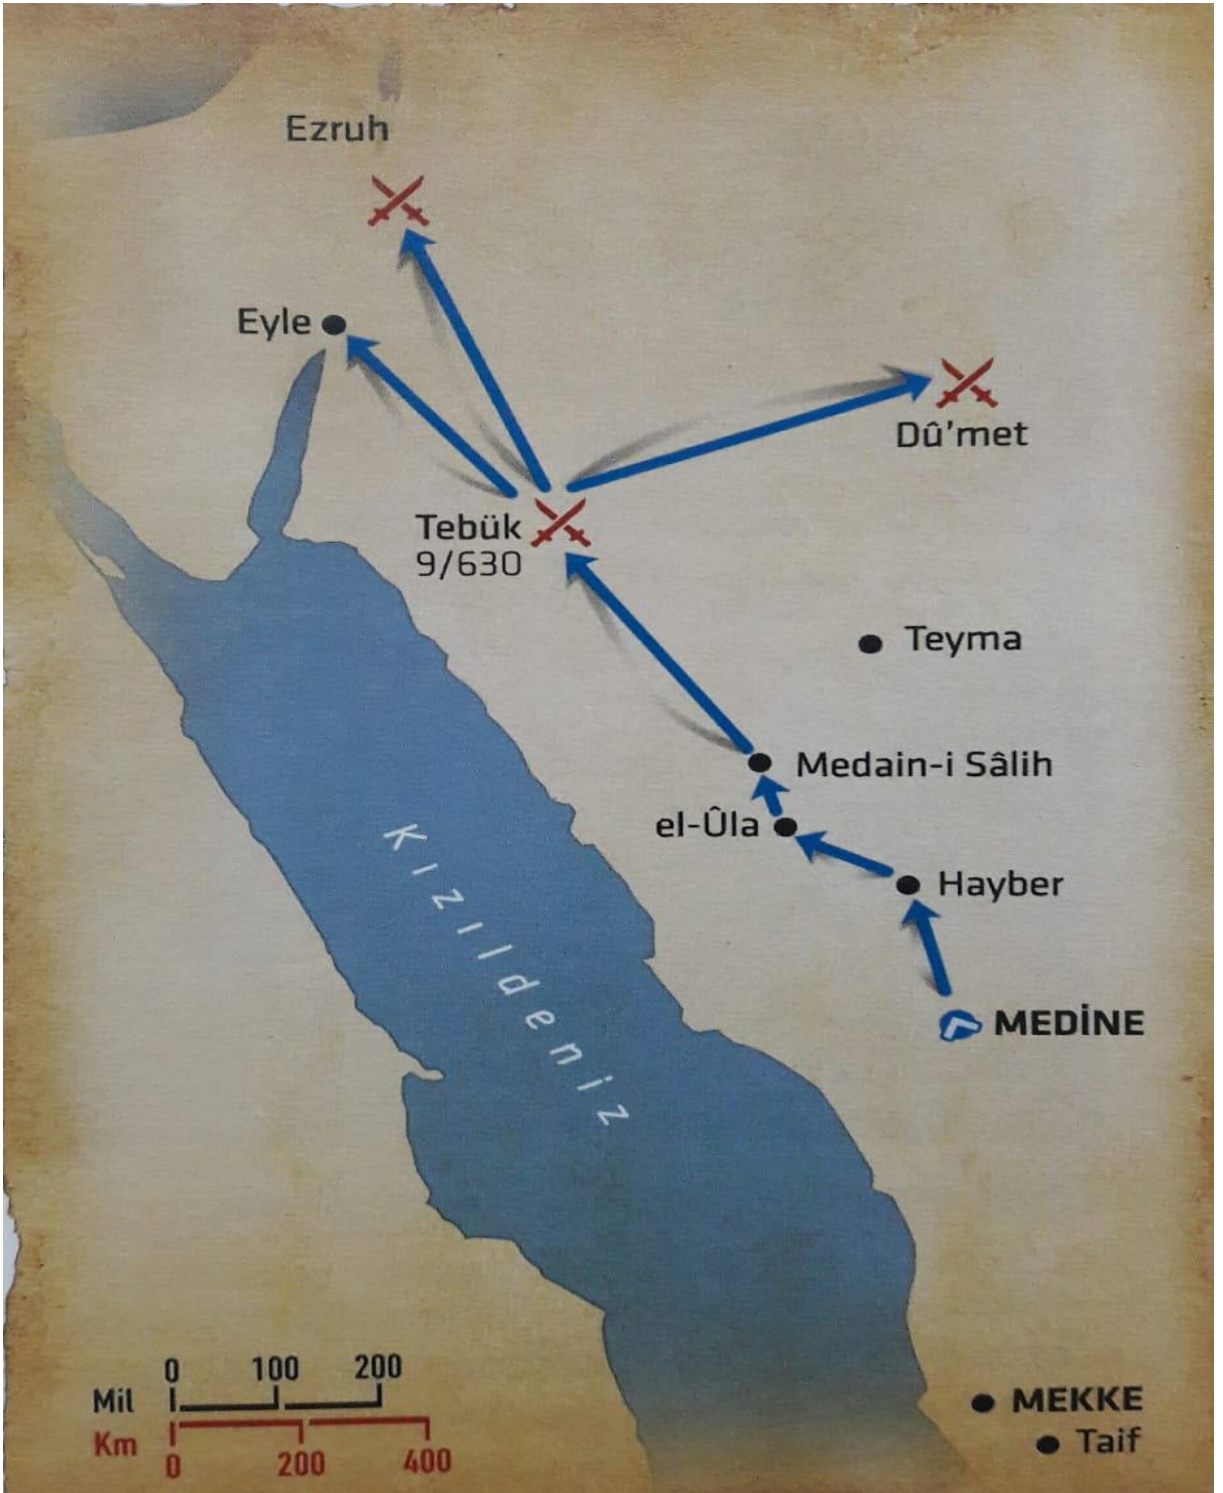 Ezruh
Eyle
Dû'met
Tebük
9/630
Teyma
Medain-i Sâlih
el-Ûla
Hayber
MEDİNE
Kızıldeniz
0 100 200
Mil
Km
0 200 400
MEKKE
Taif